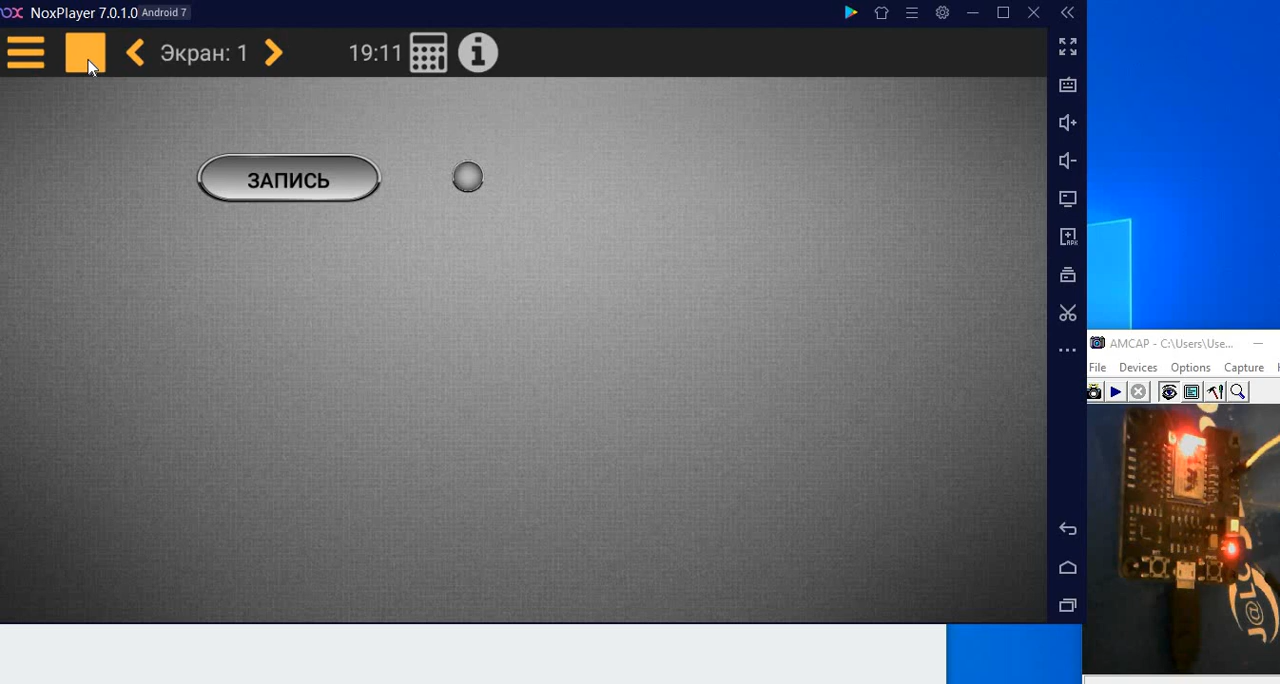 NoxPlayer 7.0.1.0 Android 7
Экран: 1
19:11
ЗАПИСЬ
AMCAP - C:\Users\Use...
File Devices Options Capture